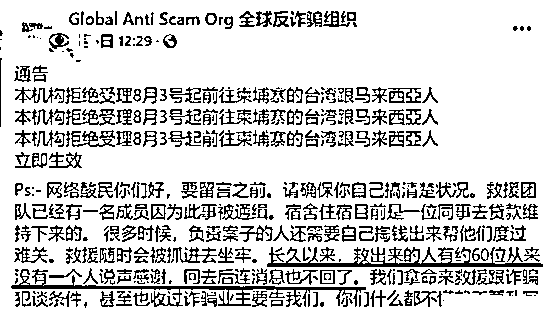 Global Anti Scam Org 全球反诈骗组织
日 12:29
通告
本机构拒绝受理8月3号起前往柬埔寨的台湾跟马来西亞人
本机构拒绝受理8月3号起前往柬埔寨的台湾跟马来西亞人
本机构拒绝受理8月3号起前往柬埔寨的台湾跟马来西亞人
立即生效
Ps:- 网络酸民你们好，要留言之前。请确保你自己搞清楚状况。救援团
队已经有一名成员因为此事被通缉。宿舍住宿目前是一位同事去贷款维
持下来的。 很多时候，负责案子的人还需要自己掏钱出来帮他们度过
难关。救援随时会被抓进去坐牢。长久以来，救出来的人有约60位从来
没有一个人说声感谢，回去后连消息也不回了。我们拿命来救援跟诈骗
犯谈条件，甚至也收过诈骗业主要告我们。你们什么都不懂